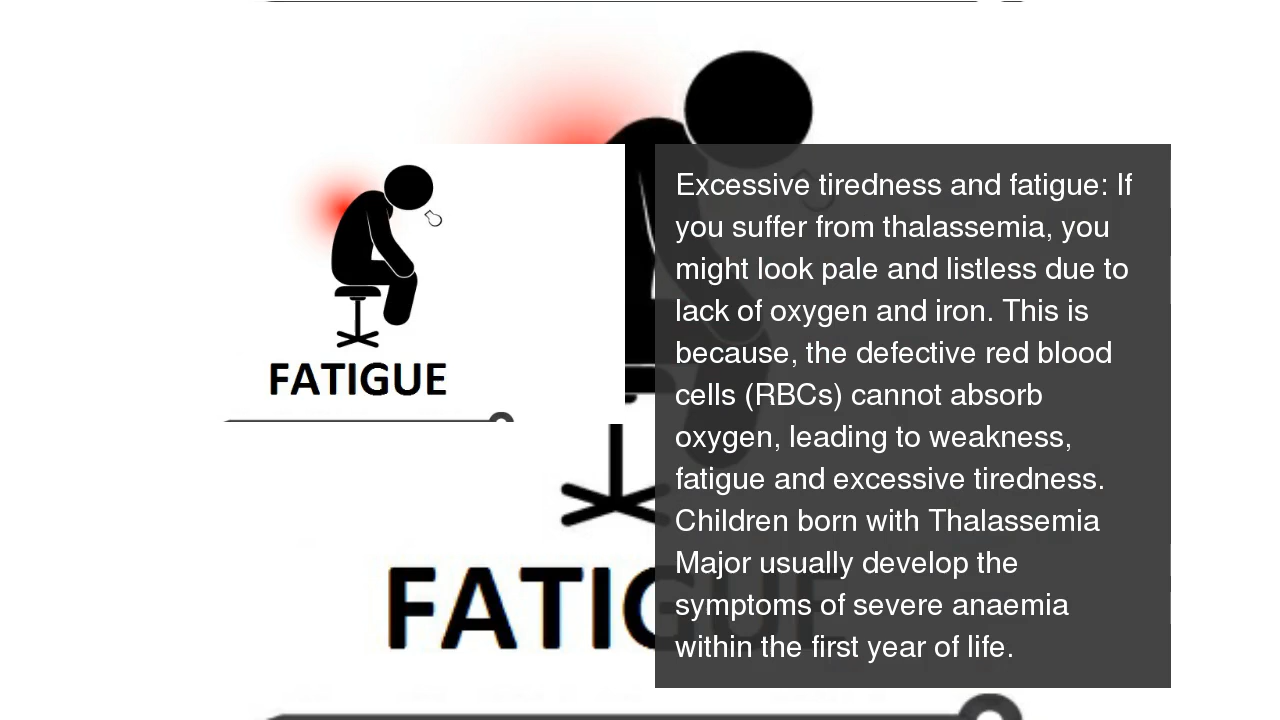 FATIGUE
Excessive tiredness and fatigue: If
you suffer from thalassemia, you
might look pale and listless due to
lack of oxygen and iron. This is
because, the defective red blood
cells (RBCs) cannot absorb
oxygen, leading to weakness,
fatigue and excessive tiredness.
Children born with Thalassemia
Major usually develop the
symptoms of severe anaemia
within the first year of life.
FATIGUE